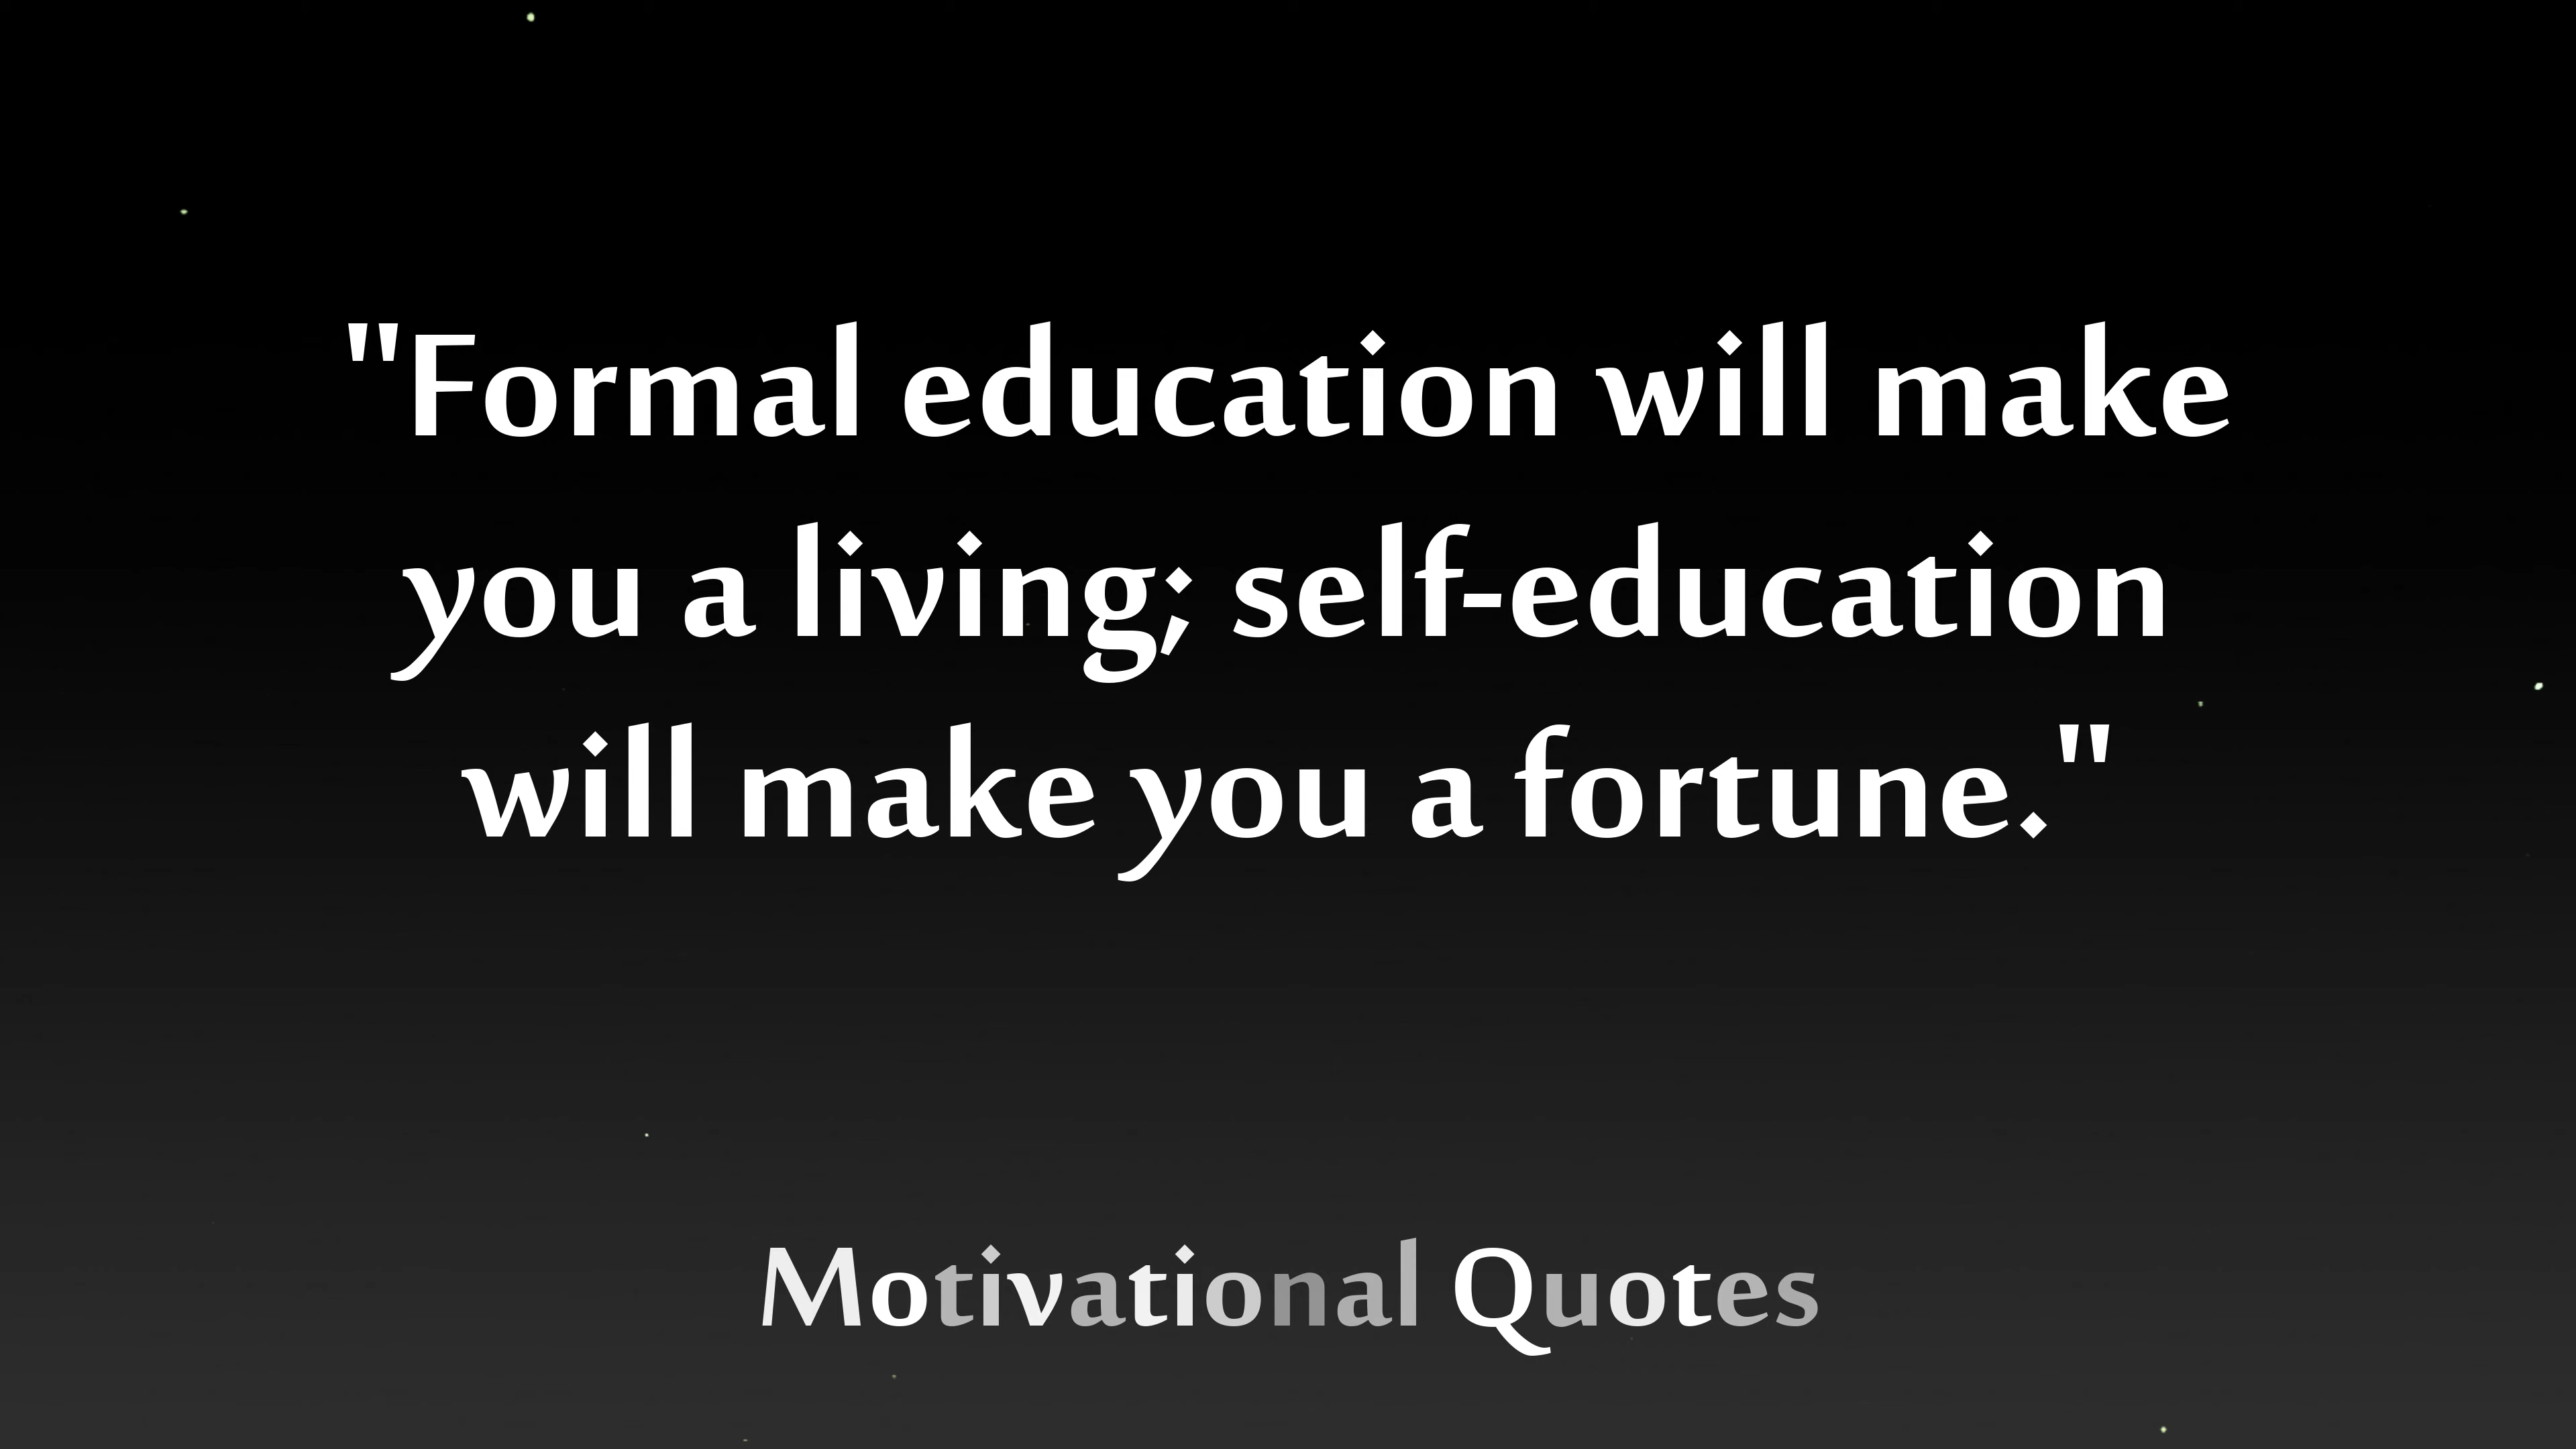 "Formal education will make
you a living; self-education
will make you a fortune."
Motivational Quotes